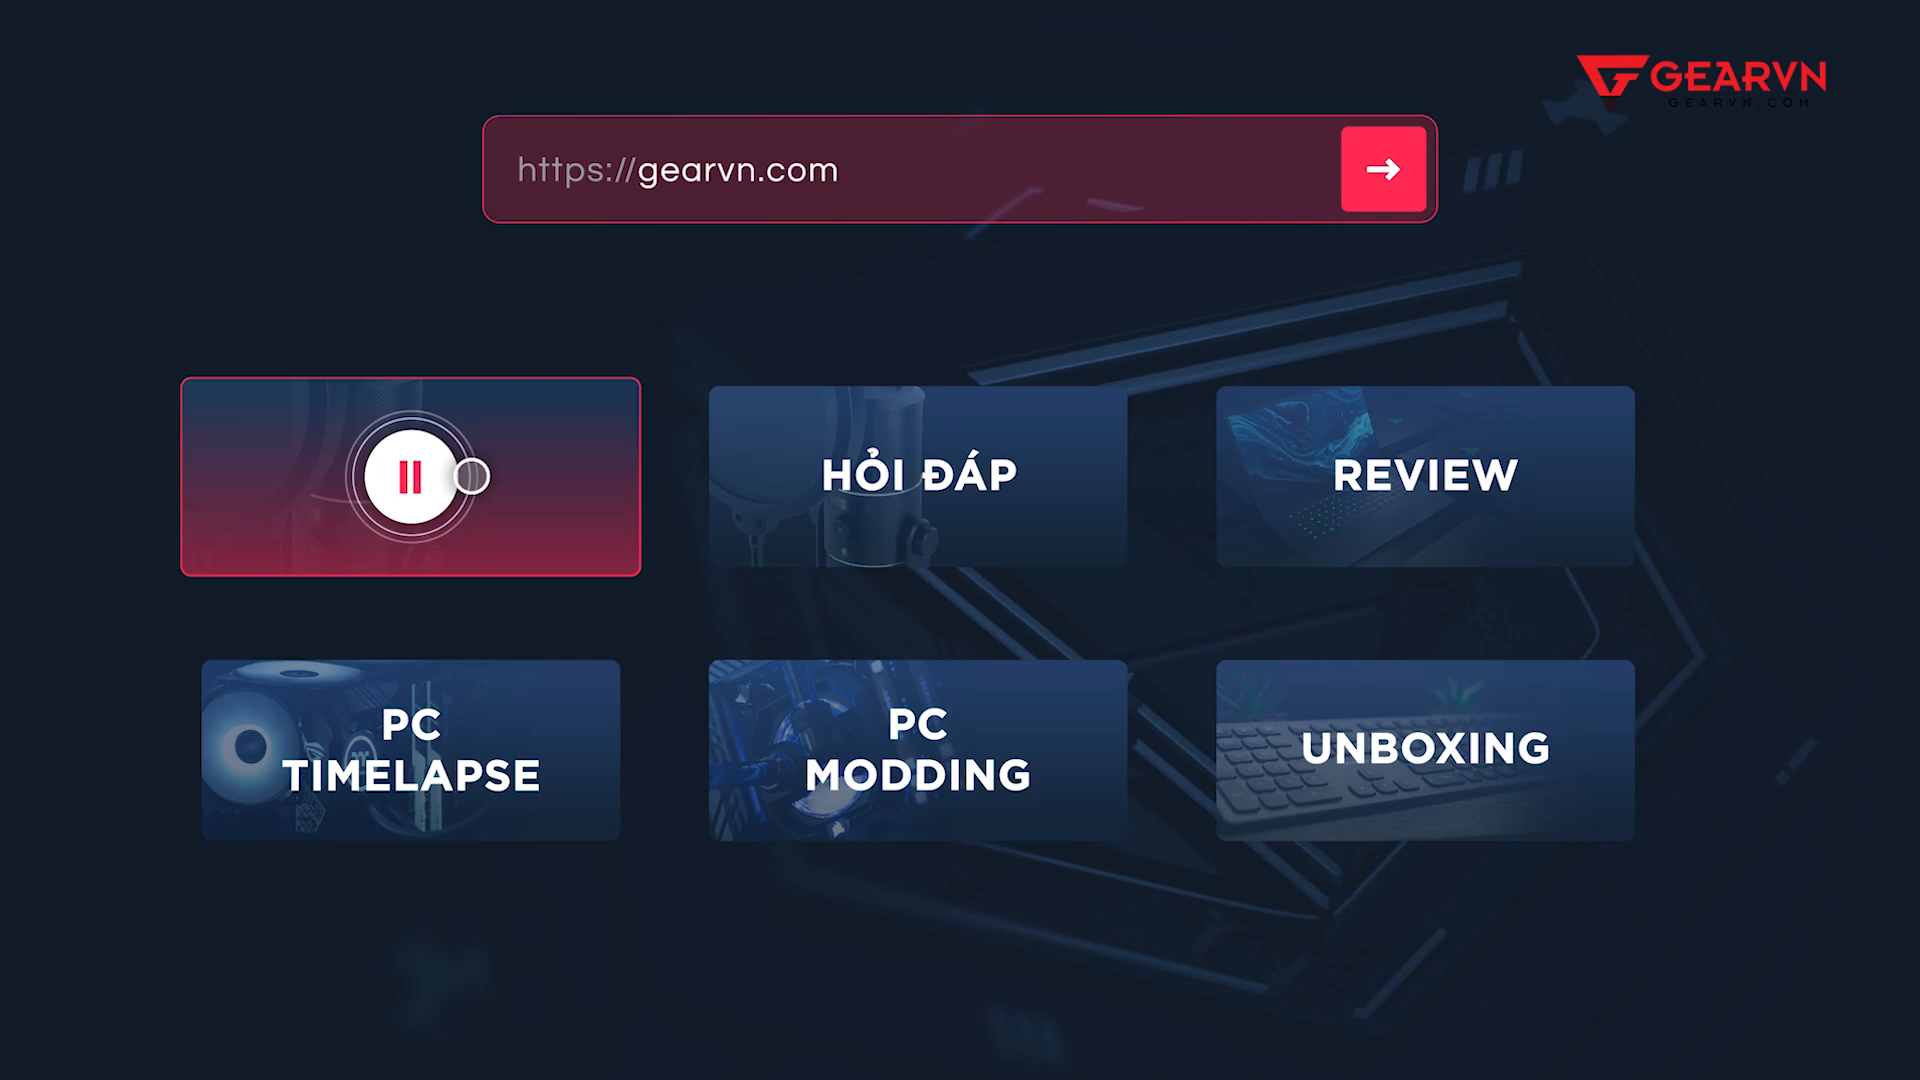 GEARVN
GEARVN.COM
https://gearvn.com
HỎI ĐÁP
REVIEW
PC
TIMELAPSE
PC
MODDING
UNBOXING